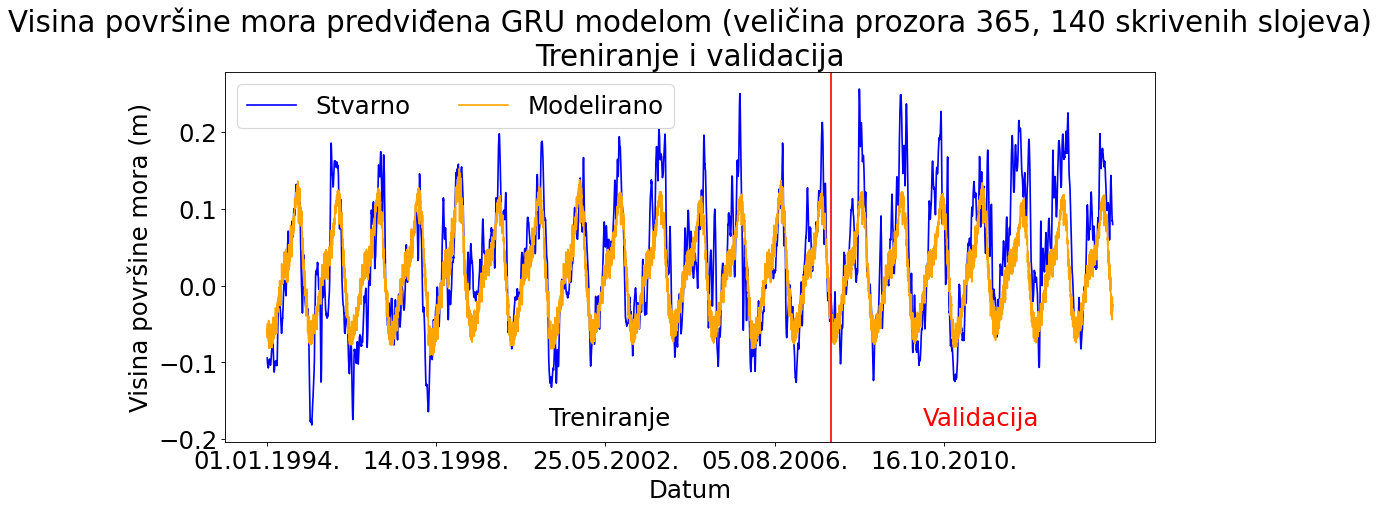 Visina površine mora predviđena GRU modelom (veličina prozora 365, 140 skrivenih slojeva)
Treniranje i validacija
Stvarno
Modelirano
Visina površine mora (m)
0.2
0.1
0.0
−0.1
−0.2
Treniranje
Validacija
01.01.1994.
14.03.1998.
25.05.2002.
05.08.2006.
16.10.2010.
Datum